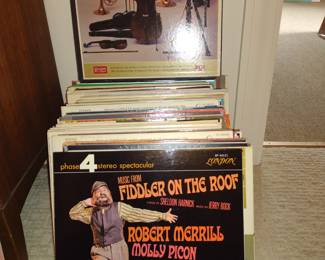 phase 4 stereo spectacular
LONDON
MUSIC FROM
FIDDLER ON THE ROOF
SHELDON HARNICK
JERRY BOCK
ROBERT MERRILL
MOLLY PICON